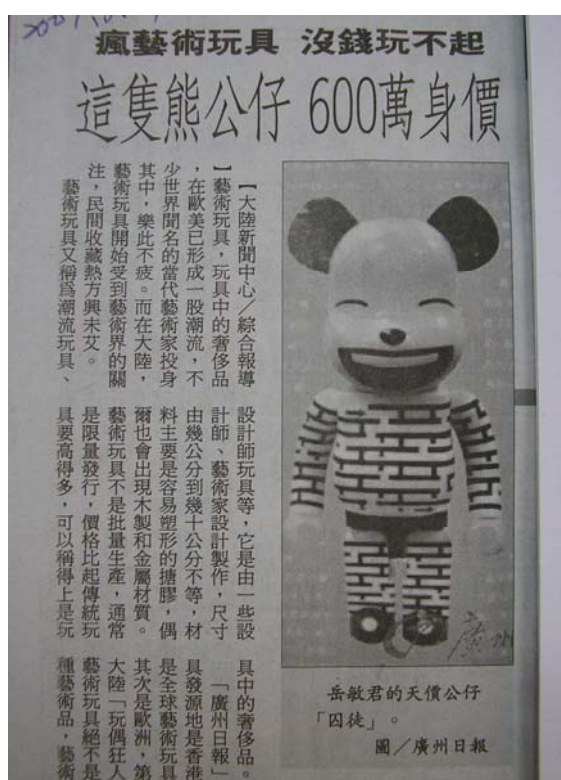 瘋藝術玩具 沒錢玩不起
這隻熊公仔 600萬身價
【大陸新聞中心／綜合報導
】藝術玩具,玩具中的奢侈品
,在歐美已形成一股潮流,不
少世界聞名的當代藝術家投身
其中,樂此不疲。而在大陸,
藝術玩具開始受到藝術界的關
注,民間收藏熱方興未艾。
藝術玩具又稱為潮流玩具、
設計師玩具等,它是由一些設
計師、藝術家設計製作,尺寸
由幾公分到幾十公分不等,材
料主要是容易塑形的搪膠,偶
爾也會出現木製和金屬材質。
藝術玩具不是批量生產,通常
是限量發行,價格比起傳統玩
具要高得多,可以稱得上是玩
具中的奢侈品。
「廣州日報」
具發源地是香港
是全球藝術玩具
其次是歐洲,第
大陸「玩偶狂人
藝術玩具絕不是
種藝術品,藝術
岳敏君的天價公仔
「囚徒」。
圖／廣州日報